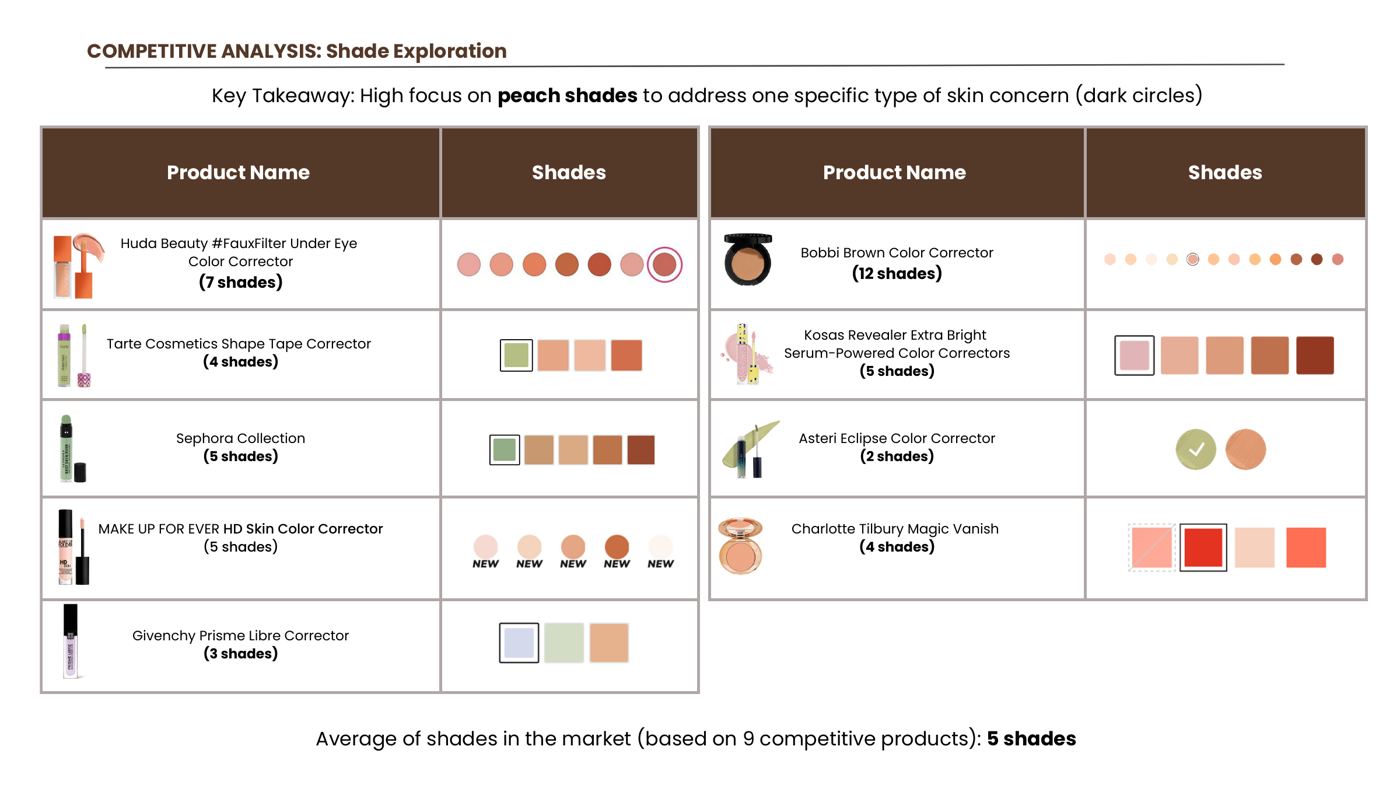 COMPETITIVE ANALYSIS: Shade Exploration
Key Takeaway: High focus on peach shades to address one specific type of skin concern (dark circles)
Product Name
Shades
Huda Beauty #FauxFilter Under Eye
Color Corrector
(7 shades)
Tarte Cosmetics Shape Tape Corrector
(4 shades)
Sephora Collection
(5 shades)
MAKE UP FOR EVER HD Skin Color Corrector
(5 shades)
NEW NEW NEW NEW NEW
Givenchy Prisme Libre Corrector
(3 shades)
Product Name
Shades
Bobbi Brown Color Corrector
(12 shades)
Kosas Revealer Extra Bright
Serum-Powered Color Correctors
(5 shades)
Asteri Eclipse Color Corrector
(2 shades)
Charlotte Tilbury Magic Vanish
(4 shades)
Average of shades in the market (based on 9 competitive products): 5 shades